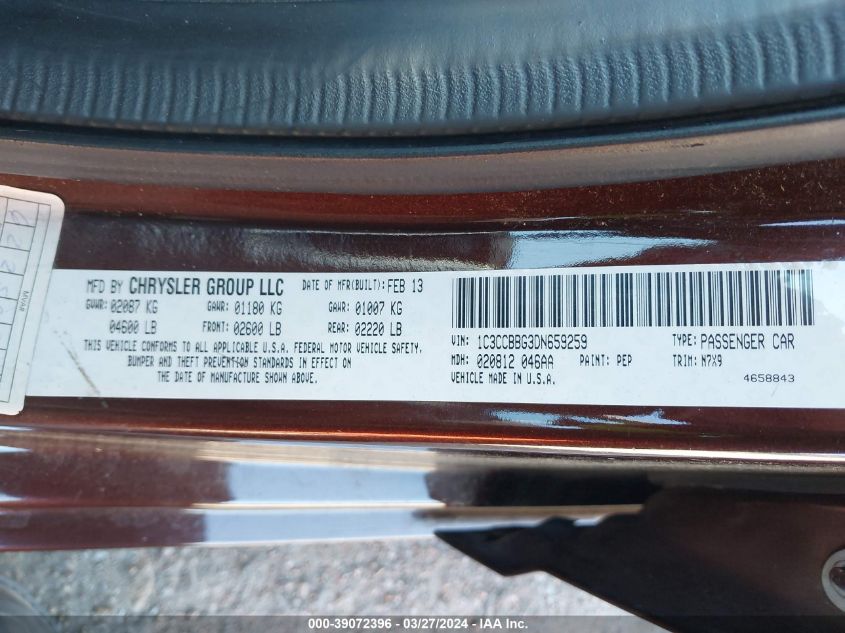 MFD BY CHRYSLER GROUP LLC DATE OF MFR(BUILT): FEB 13
GVWR: 02087 KG GAWR: 01180 KG GAWR: 01007 KG
04600 LB FRONT: 02600 LB REAR: 02220 LB
THIS VEHICLE CONFORMS TO ALL APPLICABLE U.S.A. FEDERAL MOTOR VEHICLE SAFETY,
BUMPER AND THEFT PREVENTION STANDARDS IN EFFECT ON
THE DATE OF MANUFACTURE SHOWN ABOVE.
VIN: 1C3CCBBG3DN659259 TYPE: PASSENGER CAR
MDH: 020812 046AA PAINT: PEP TRIM: N7X9
VEHICLE MADE IN U.S.A. 4658843
000-39072396 - 03/27/2024 - IAA Inc.